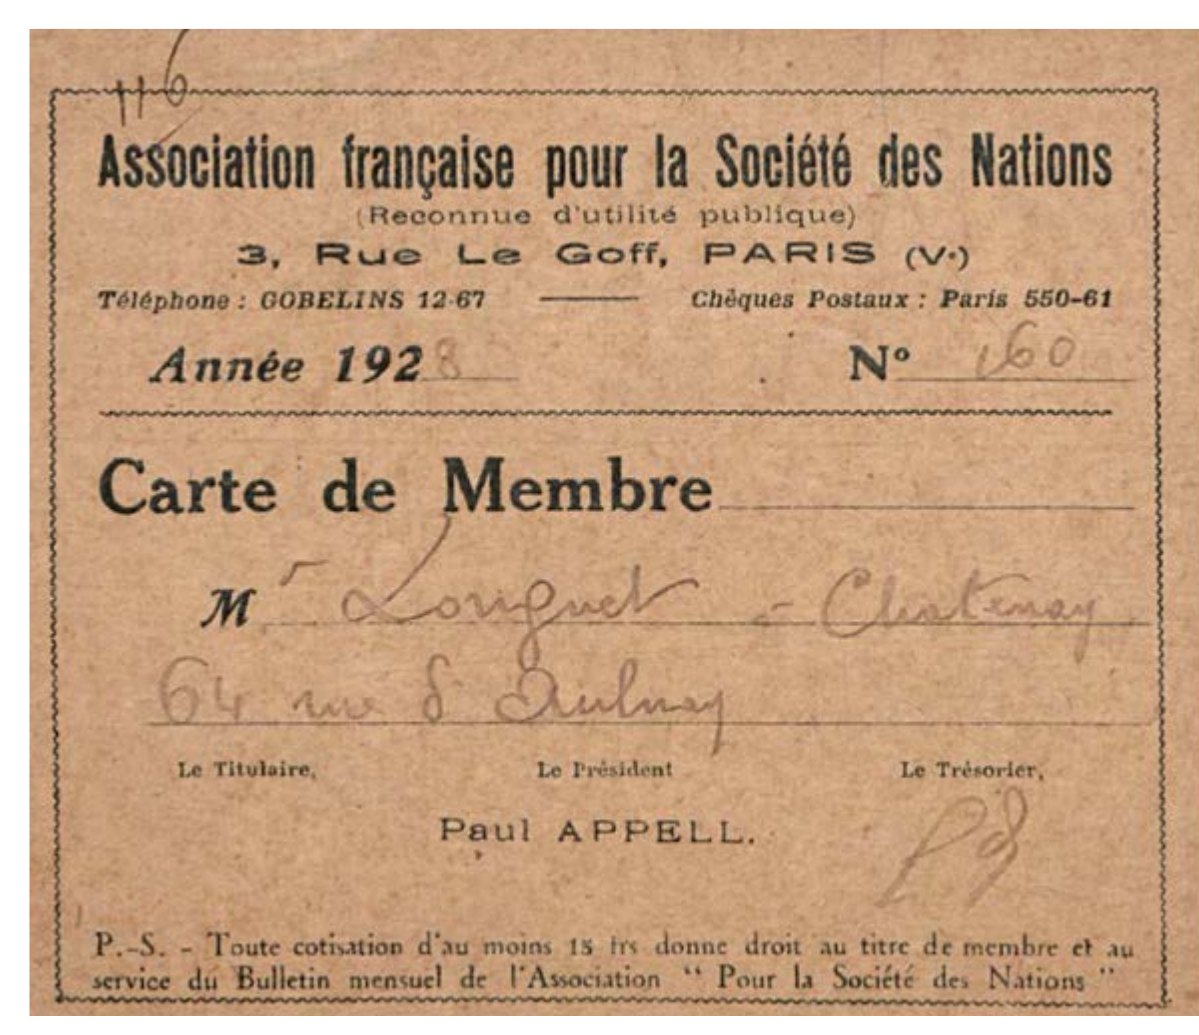 116
Association française pour la Société des Nations
(Reconnue d'utilité publique)
3, Rue Le Goff, PARIS (Vᵉ)
Téléphone : GOBELINS 12-67 —— Chèques Postaux : Paris 550-61
Année 1928 N° 160
Carte de Membre
Mʳ Longuet - Chatenay
64 rue d'Aulnay
Le Titulaire, Le Président Le Trésorier,
Paul APPELL.
P.-S. - Toute cotisation d'au moins 15 frs donne droit au titre de membre et au
service du Bulletin mensuel de l'Association “ Pour la Société des Nations ”